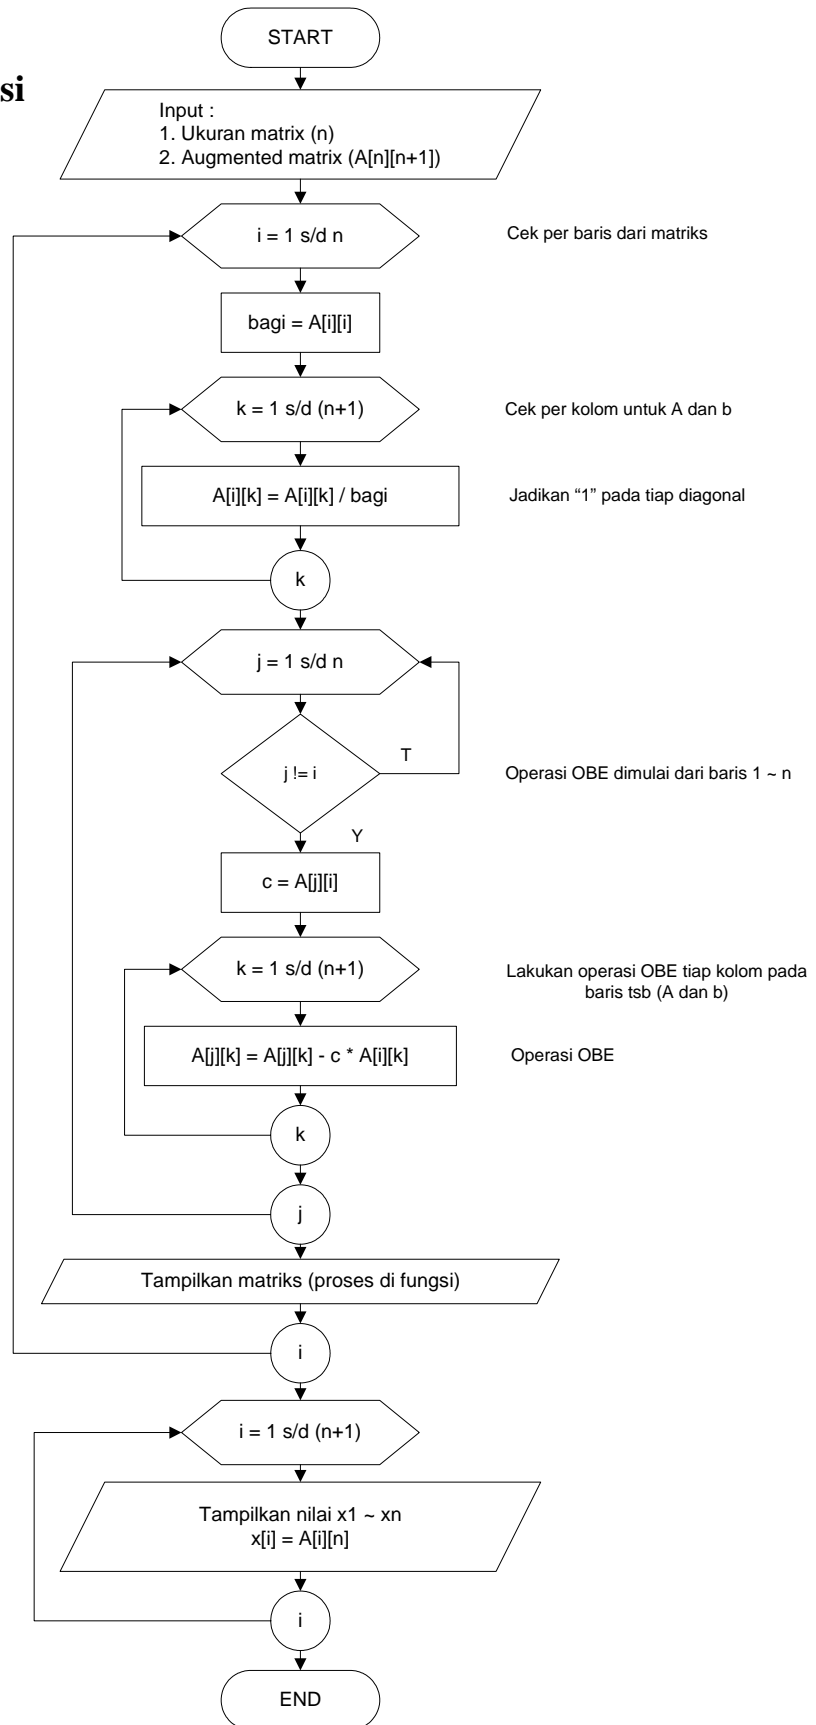 START
si
Input :
1. Ukuran matrix (n)
2. Augmented matrix (A[n][n+1])
i = 1 s/d n
Cek per baris dari matriks
bagi = A[i][i]
k = 1 s/d (n+1)
Cek per kolom untuk A dan b
A[i][k] = A[i][k] / bagi
Jadikan “1” pada tiap diagonal
k
j = 1 s/d n
j != i
T
Operasi OBE dimulai dari baris 1 ~ n
Y
c = A[j][i]
k = 1 s/d (n+1)
Lakukan operasi OBE tiap kolom pada
baris tsb (A dan b)
A[j][k] = A[j][k] - c * A[i][k]
Operasi OBE
k
j
Tampilkan matriks (proses di fungsi)
i
i = 1 s/d (n+1)
Tampilkan nilai x1 ~ xn
x[i] = A[i][n]
i
END